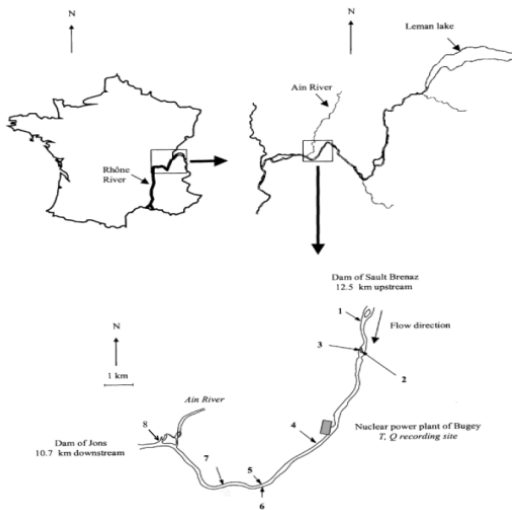 N
N
Leman lake
Ain River
Rhône
River
Dam of Sault Brenaz
12.5 km upstream
1
Flow direction
N
3
1 km
2
Ain River
8
4
Nuclear power plant of Bugey
T, Q recording site
Dam of Jons
10.7 km downstream
7
5
6